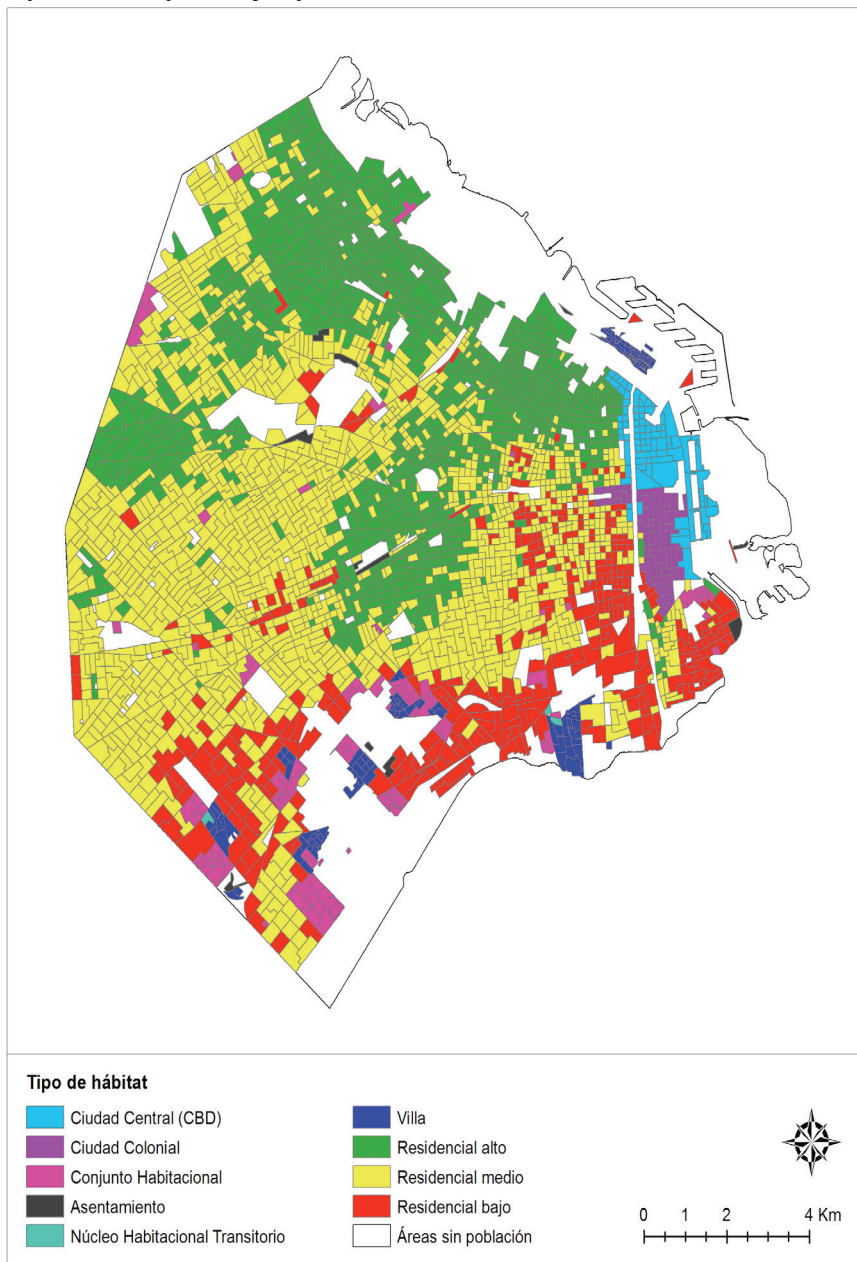 Tipo de hábitat
Ciudad Central (CBD)
Ciudad Colonial
Conjunto Habitacional
Asentamiento
Núcleo Habitacional Transitorio
Villa
Residencial alto
Residencial medio
Residencial bajo
Áreas sin población
0 1 2 4 Km